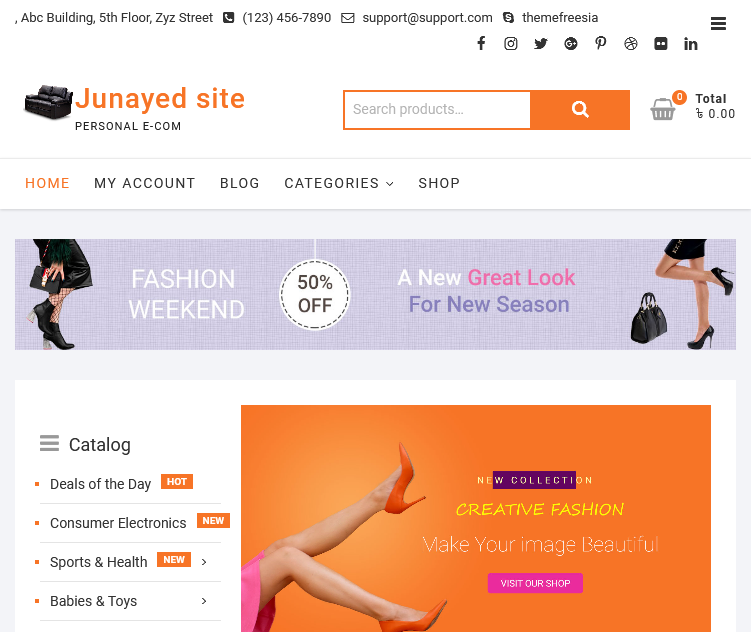 , Abc Building, 5th Floor, Zyz Street (123) 456-7890 support@support.com themefreesia
Junayed site
PERSONAL E-COM
Search products...
0
Total
৳ 0.00
HOME MY ACCOUNT BLOG CATEGORIES SHOP
FASHION WEEKEND
50% OFF
A New Great Look
For New Season
Catalog
Deals of the Day HOT
Consumer Electronics NEW
Sports & Health NEW
Babies & Toys
NEW COLLECTION
CREATIVE FASHION
Make Your image Beautiful
VISIT OUR SHOP